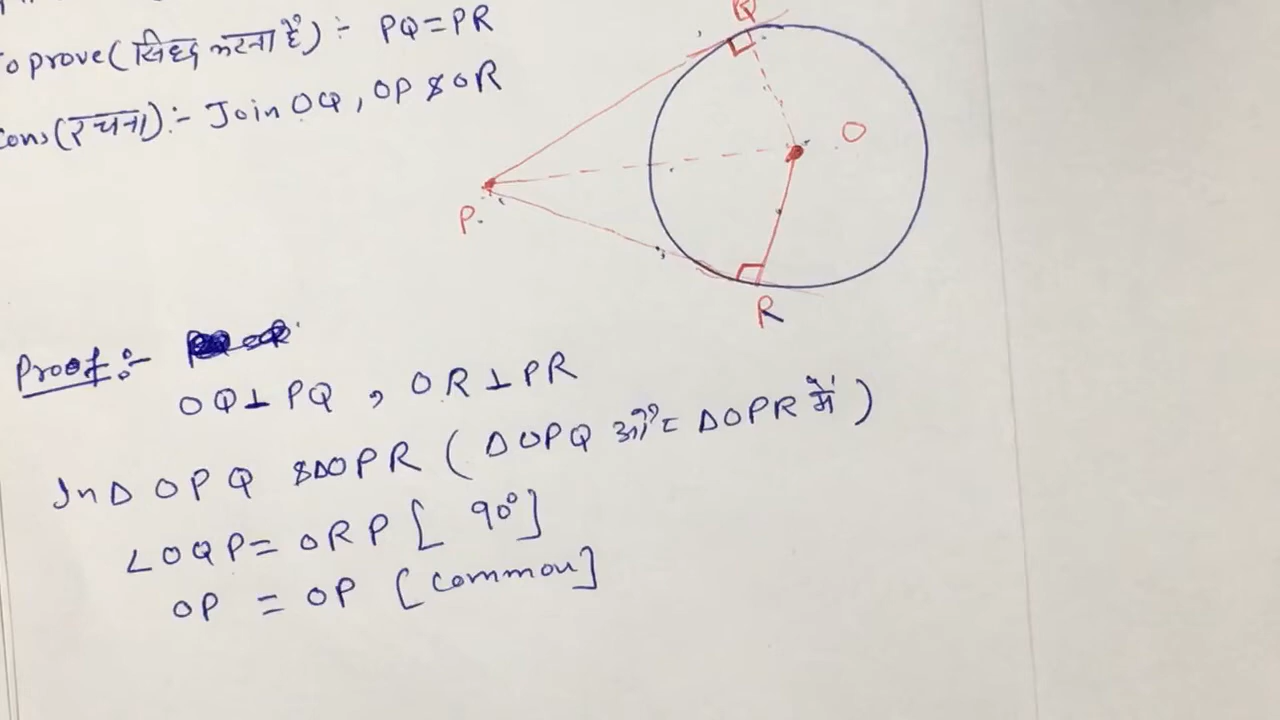 o prove (सिध्द करना है) :- PQ = PR
cons (रचना) :- Join OQ, OP & OR
Q
O
P.
R
Proof :-
OQ ⊥ PQ , OR ⊥ PR
In Δ OPQ & Δ OPR ( Δ OPQ और Δ OPR में )
∠ OQP = ORP [ 90° ]
OP = OP [ common ]